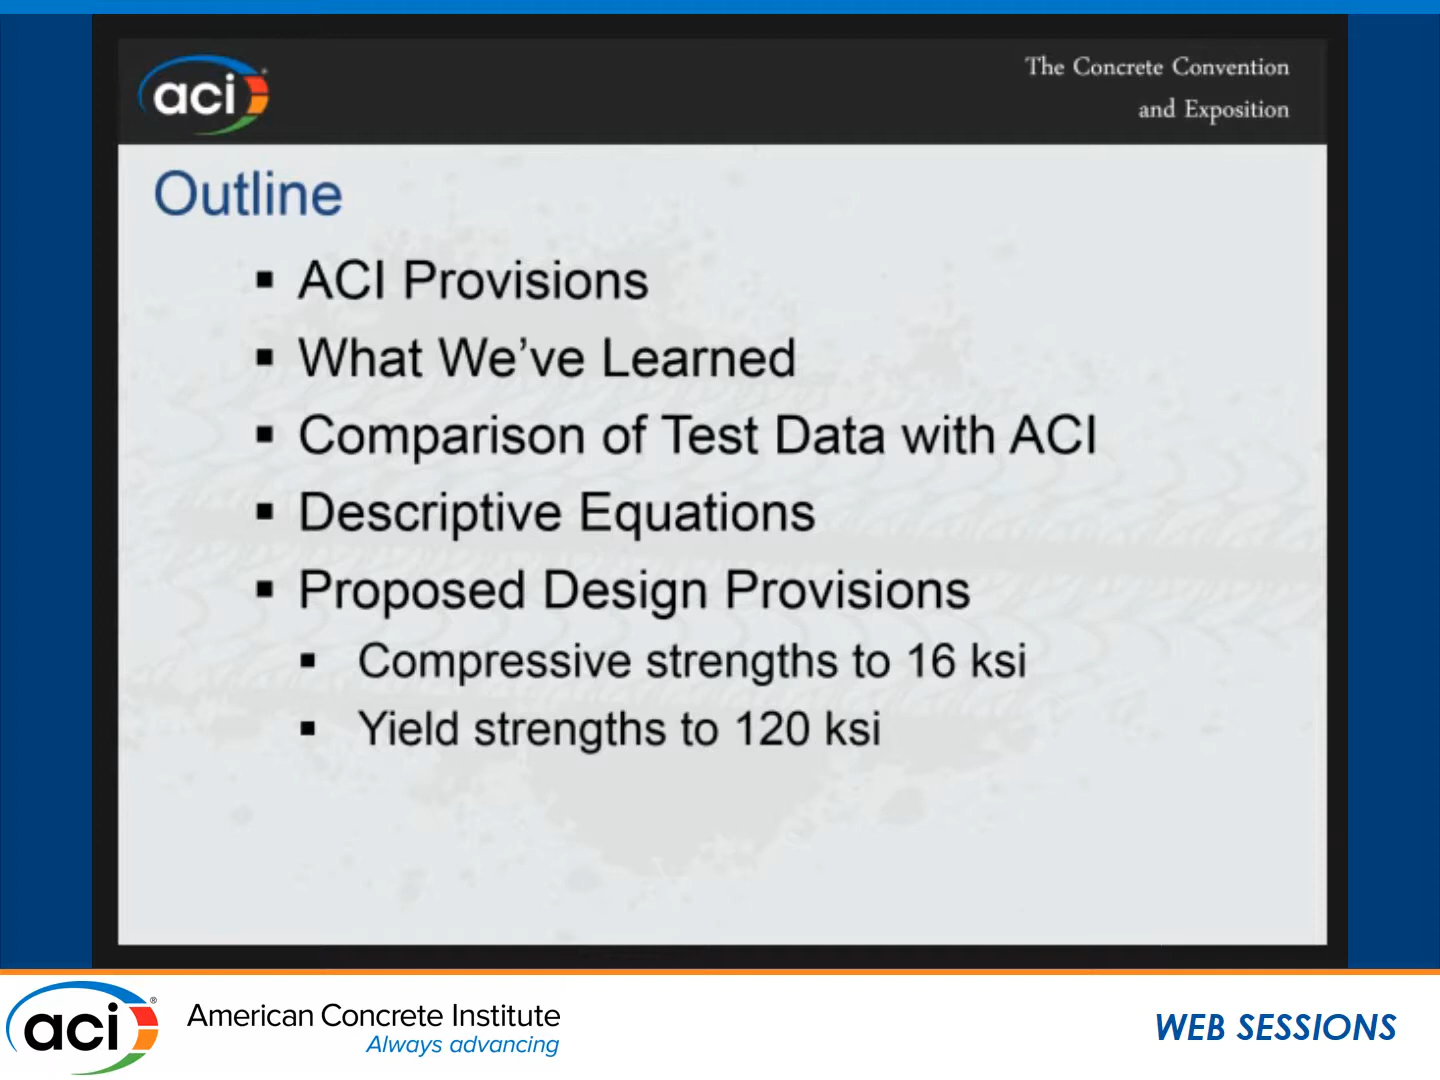 aci
The Concrete Convention
and Exposition
Outline
▪ ACI Provisions
▪ What We've Learned
▪ Comparison of Test Data with ACI
▪ Descriptive Equations
▪ Proposed Design Provisions
▪ Compressive strengths to 16 ksi
▪ Yield strengths to 120 ksi
aci®
American Concrete Institute
Always advancing
WEB SESSIONS